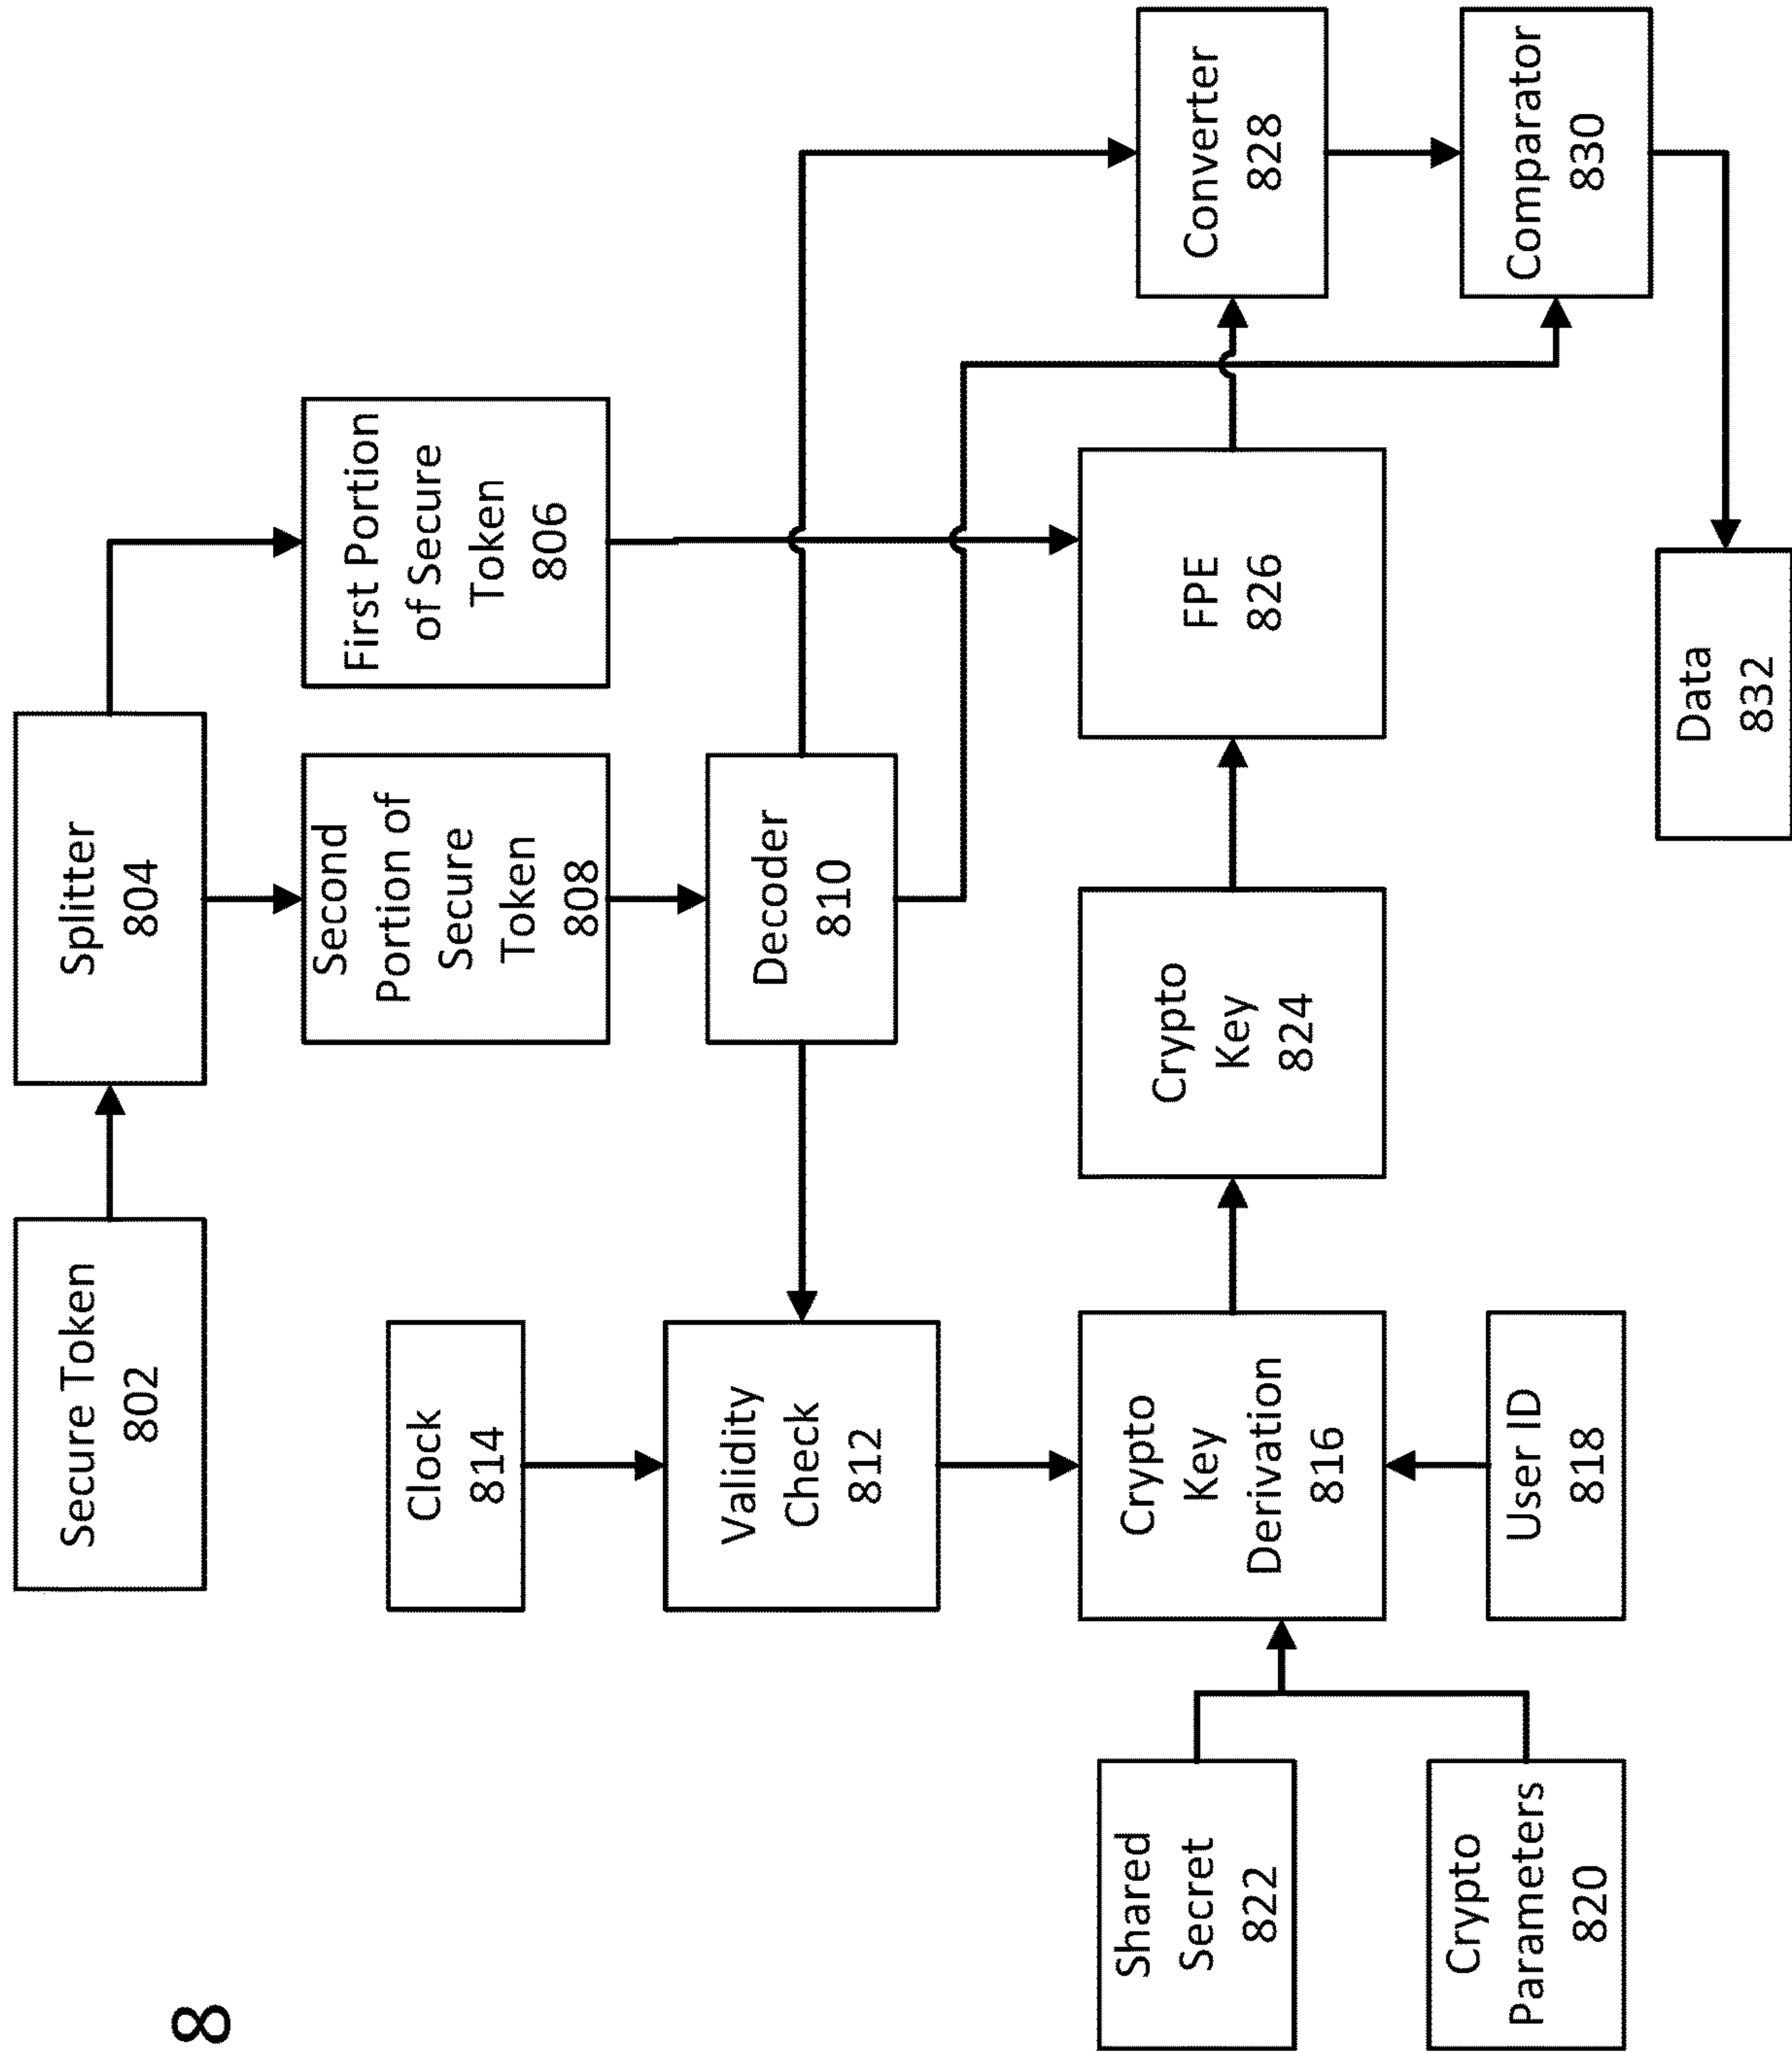 8
Secure Token
802
Splitter
804
Clock
814
Second
Portion of
Secure
Token
808
First Portion
of Secure
Token
806
Validity
Check
812
Decoder
810
Shared
Secret
822
Crypto
Parameters
820
Crypto
Key
Derivation
816
User ID
818
Crypto
Key
824
FPE
826
Converter
828
Comparator
830
Data
832